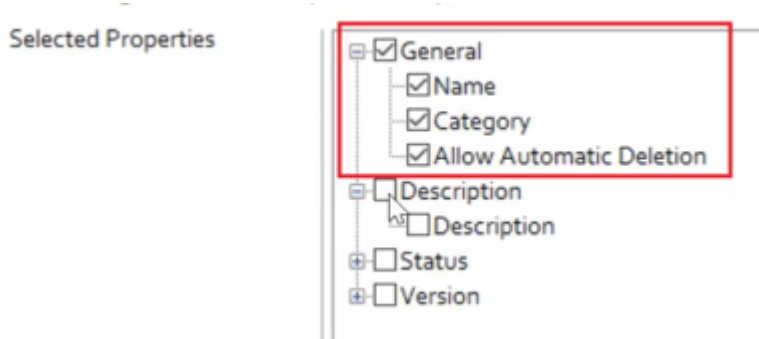 Selected Properties
General
Name
Category
Allow Automatic Deletion
Description
Description
Status
Version